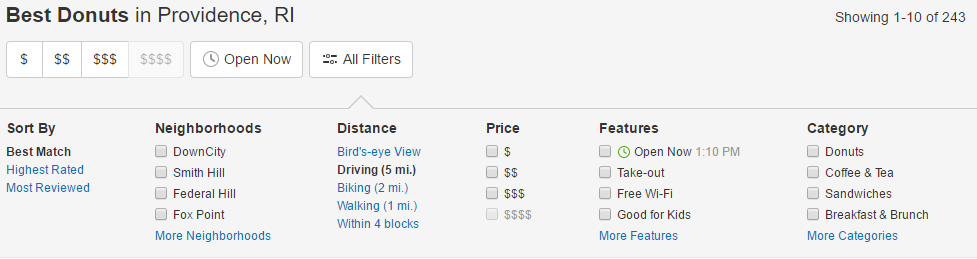 Best Donuts in Providence, RI
Showing 1-10 of 243
$ $$ $$$ $$$$ Open Now All Filters
Sort By
Best Match
Highest Rated
Most Reviewed
Neighborhoods
DownCity
Smith Hill
Federal Hill
Fox Point
More Neighborhoods
Distance
Bird's-eye View
Driving (5 mi.)
Biking (2 mi.)
Walking (1 mi.)
Within 4 blocks
Price
$
$$
$$$
$$$$
Features
Open Now 1:10 PM
Take-out
Free Wi-Fi
Good for Kids
More Features
Category
Donuts
Coffee & Tea
Sandwiches
Breakfast & Brunch
More Categories